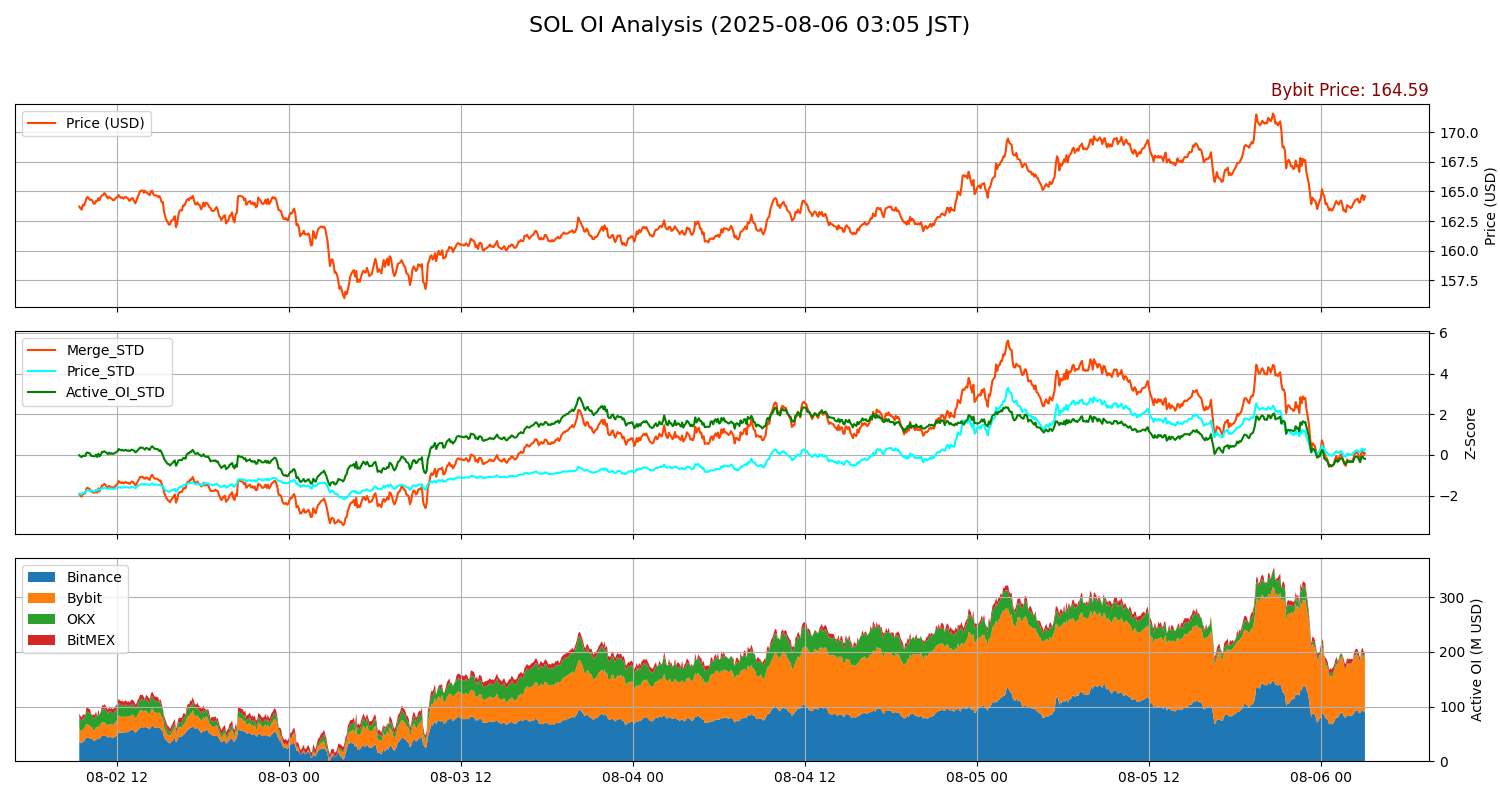 SOL OI Analysis (2025-08-06 03:05 JST)
Bybit Price: 164.59
Price (USD)
170.0
167.5
165.0
162.5
160.0
157.5
Price (USD)
Merge_STD
Price_STD
Active_OI_STD
6
4
2
0
−2
Z-Score
Binance
Bybit
OKX
BitMEX
300
200
100
0
Active OI (M USD)
08-02 12
08-03 00
08-03 12
08-04 00
08-04 12
08-05 00
08-05 12
08-06 00